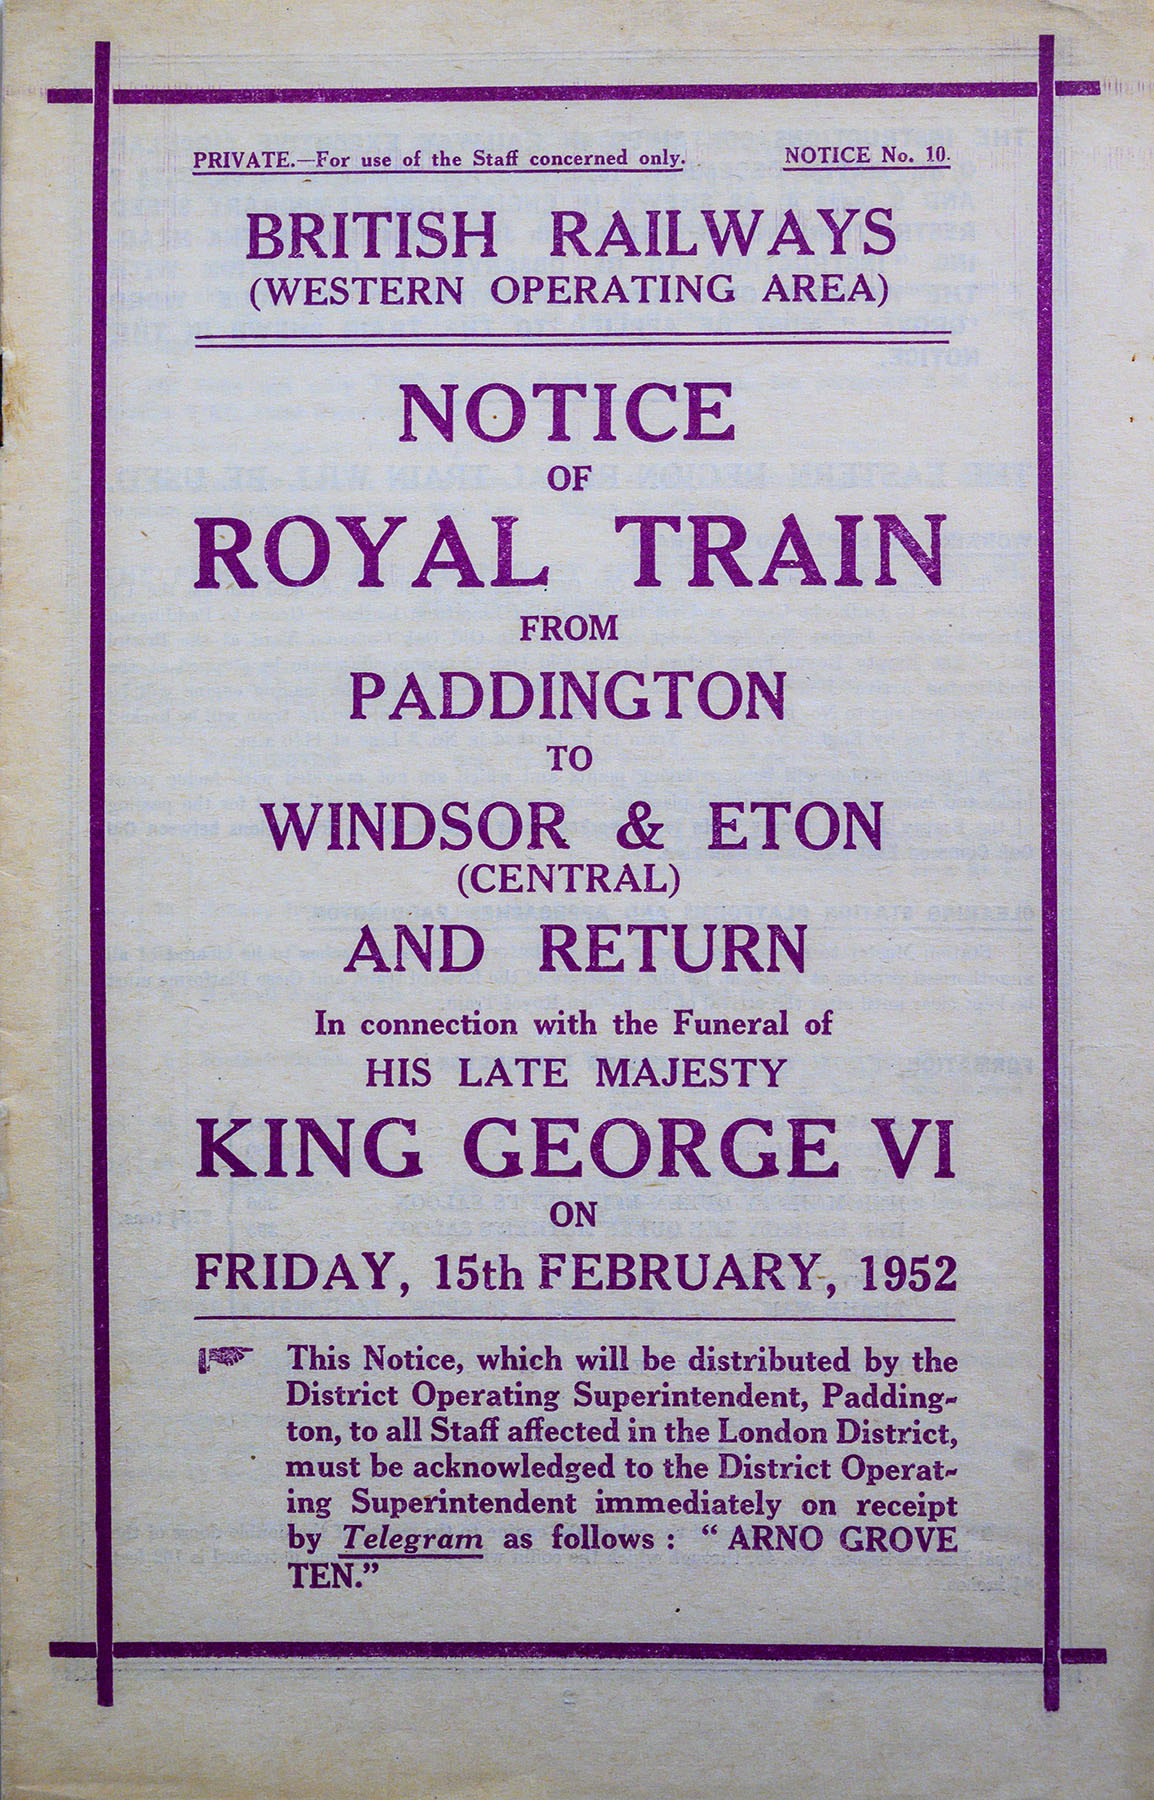 PRIVATE.—For use of the Staff concerned only. NOTICE No. 10.
BRITISH RAILWAYS
(WESTERN OPERATING AREA)
NOTICE
OF
ROYAL TRAIN
FROM
PADDINGTON
TO
WINDSOR & ETON
(CENTRAL)
AND RETURN
In connection with the Funeral of
HIS LATE MAJESTY
KING GEORGE VI
ON
FRIDAY, 15th FEBRUARY, 1952
This Notice, which will be distributed by the
District Operating Superintendent, Padding-
ton, to all Staff affected in the London District,
must be acknowledged to the District Operat-
ing Superintendent immediately on receipt
by Telegram as follows : “ ARNO GROVE
TEN.”